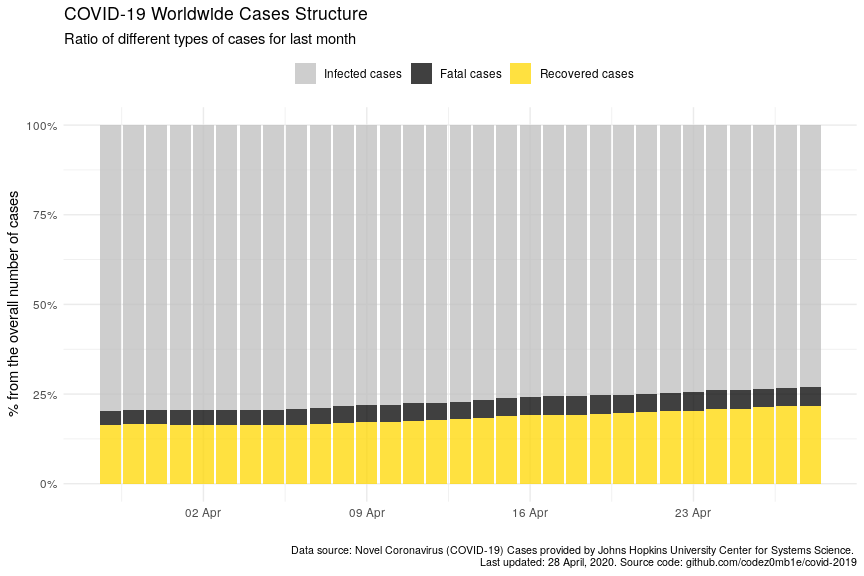 COVID-19 Worldwide Cases Structure
Ratio of different types of cases for last month
Infected cases Fatal cases Recovered cases
% from the overall number of cases
100%
75%
50%
25%
0%
02 Apr 09 Apr 16 Apr 23 Apr
Data source: Novel Coronavirus (COVID-19) Cases provided by Johns Hopkins University Center for Systems Science.
Last updated: 28 April, 2020. Source code: github.com/codez0mb1e/covid-2019